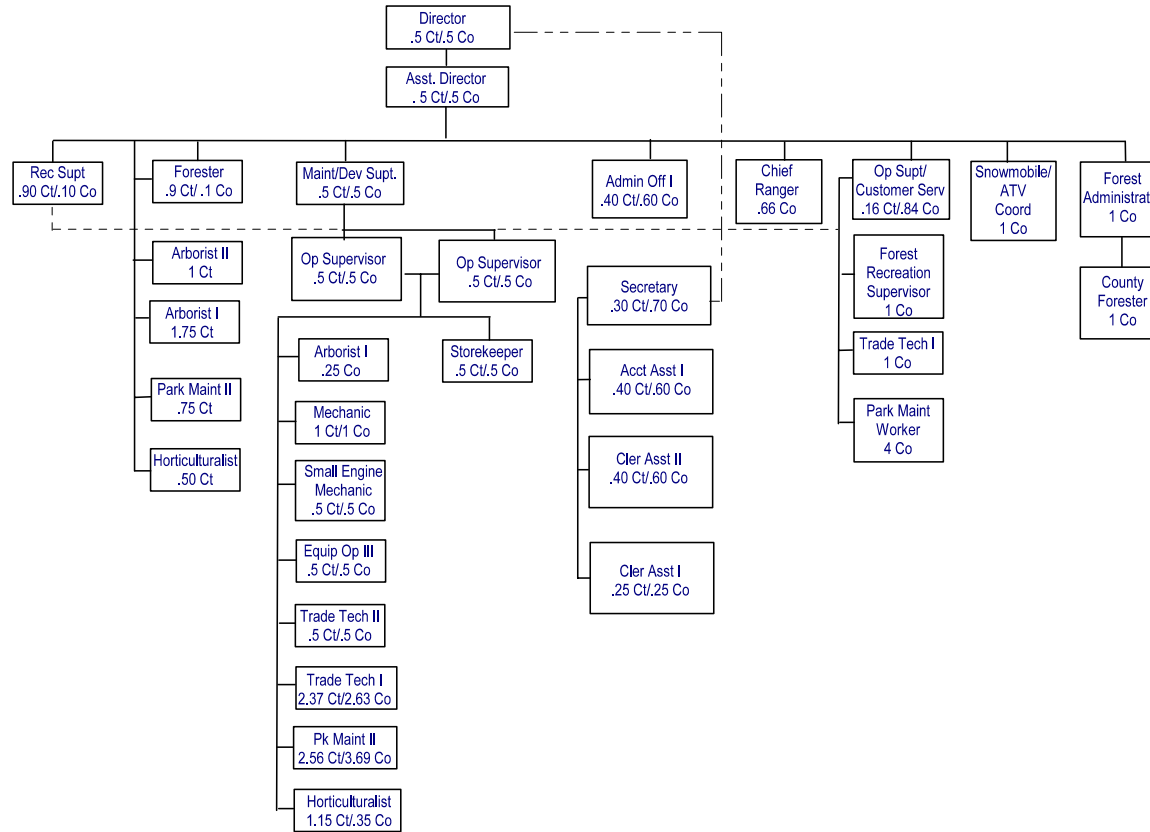 Director
.5 Ct/.5 Co
Asst. Director
. 5 Ct/.5 Co
Rec Supt
.90 Ct/.10 Co
Forester
.9 Ct/ .1 Co
Maint/Dev Supt.
.5 Ct/.5 Co
Admin Off I
.40 Ct/.60 Co
Chief
Ranger
.66 Co
Op Supt/
Customer Serv
.16 Ct/.84 Co
Snowmobile/
ATV
Coord
1 Co
Forest
Administrat
1 Co
Arborist II
1 Ct
Arborist I
1.75 Ct
Park Maint II
.75 Ct
Horticulturalist
.50 Ct
Op Supervisor
.5 Ct/.5 Co
Op Supervisor
.5 Ct/.5 Co
Arborist I
.25 Co
Storekeeper
.5 Ct/.5 Co
Mechanic
1 Ct/1 Co
Small Engine
Mechanic
.5 Ct/.5 Co
Equip Op III
.5 Ct/.5 Co
Trade Tech II
.5 Ct/.5 Co
Trade Tech I
2.37 Ct/2.63 Co
Pk Maint II
2.56 Ct/3.69 Co
Horticulturalist
1.15 Ct/.35 Co
Secretary
.30 Ct/.70 Co
Acct Asst I
.40 Ct/.60 Co
Cler Asst II
.40 Ct/.60 Co
Cler Asst I
.25 Ct/.25 Co
Forest
Recreation
Supervisor
1 Co
Trade Tech I
1 Co
Park Maint
Worker
4 Co
County
Forester
1 Co